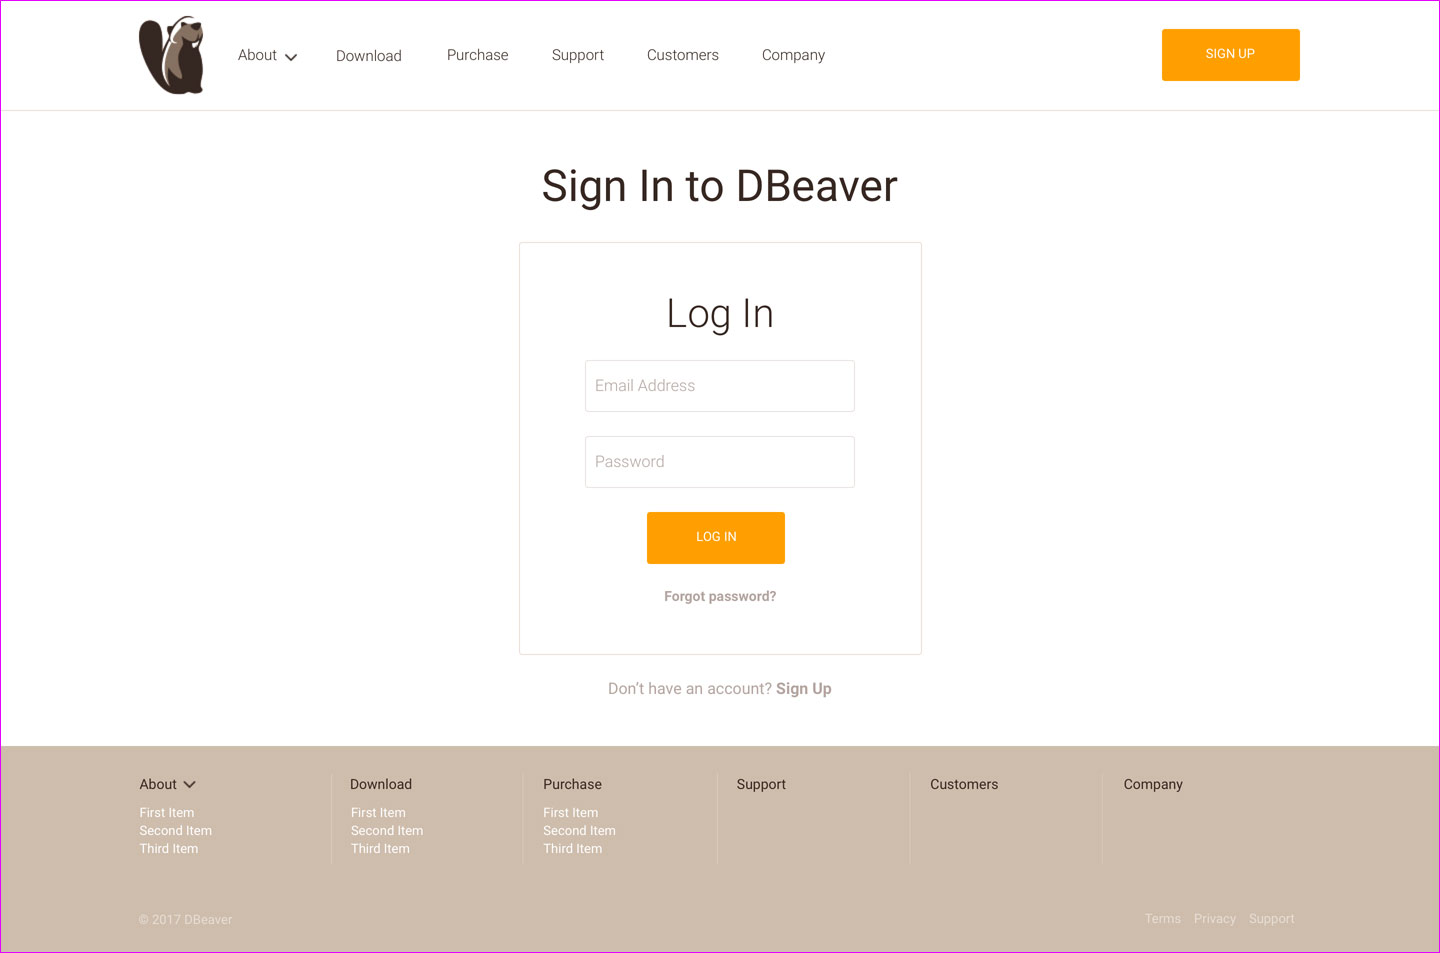 About Download Purchase Support Customers Company SIGN UP
Sign In to DBeaver
Log In
Email Address
Password
LOG IN
Forgot password?
Don’t have an account? Sign Up
About Download Purchase Support Customers Company
First Item First Item First Item
Second Item Second Item Second Item
Third Item Third Item Third Item
© 2017 DBeaver Terms Privacy Support